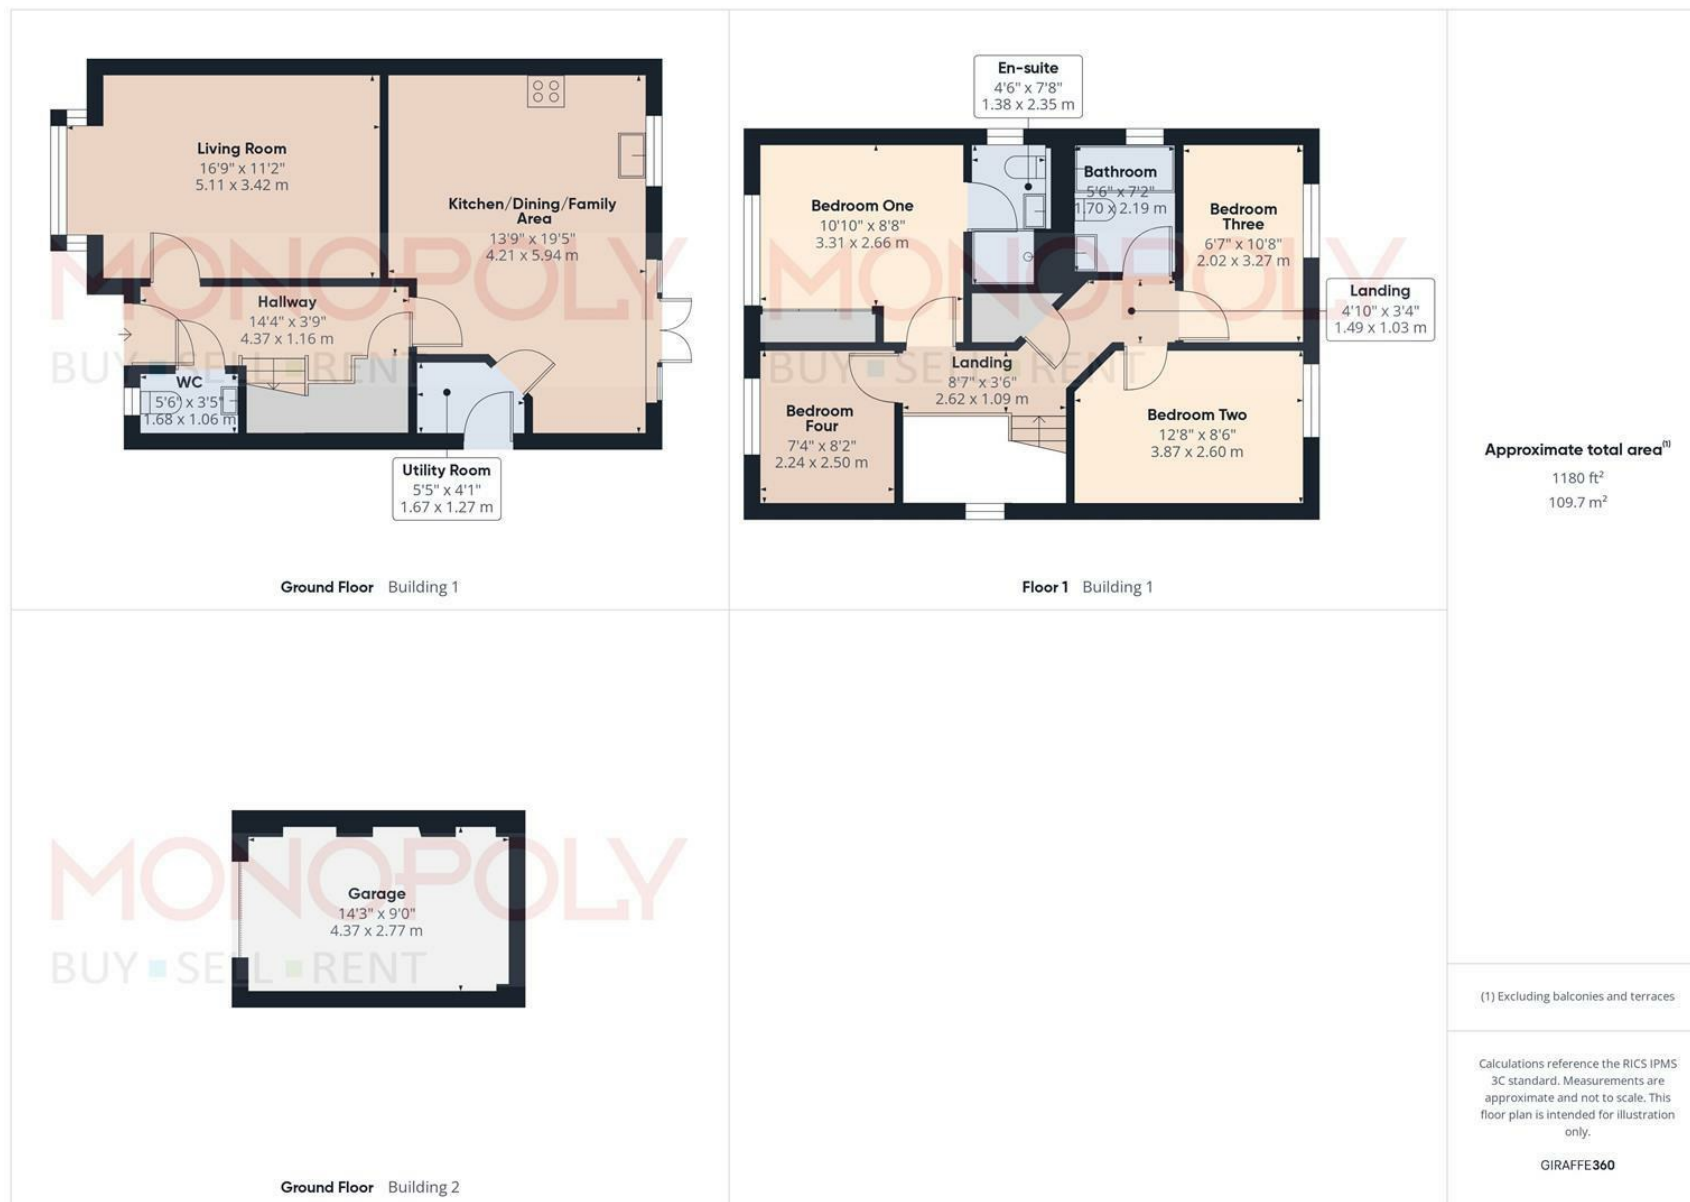 Living Room
16'9" x 11'2"
5.11 x 3.42 m
Kitchen/Dining/Family
Area
13'9" x 19'5"
4.21 x 5.94 m
Hallway
14'4" x 3'9"
4.37 x 1.16 m
WC
5'6" x 3'5"
1.68 x 1.06 m
Utility Room
5'5" x 4'1"
1.67 x 1.27 m
MONOPOLY
BUY SELL RENT
Ground Floor Building 1
En-suite
4'6" x 7'8"
1.38 x 2.35 m
Bedroom One
10'10" x 8'8"
3.31 x 2.66 m
Bathroom
5'6" x 7'2"
1.70 x 2.19 m
Bedroom
Three
6'7" x 10'8"
2.02 x 3.27 m
Landing
4'10" x 3'4"
1.49 x 1.03 m
Landing
8'7" x 3'6"
2.62 x 1.09 m
Bedroom
Four
7'4" x 8'2"
2.24 x 2.50 m
Bedroom Two
12'8" x 8'6"
3.87 x 2.60 m
MONOPOLY
BUY SELL RENT
Floor 1 Building 1
Garage
14'3" x 9'0"
4.37 x 2.77 m
MONOPOLY
BUY SELL RENT
Ground Floor Building 2
Approximate total area(1)
1180 ft²
109.7 m²
(1) Excluding balconies and terraces
Calculations reference the RICS IPMS
3C standard. Measurements are
approximate and not to scale. This
floor plan is intended for illustration
only.
GIRAFFE360